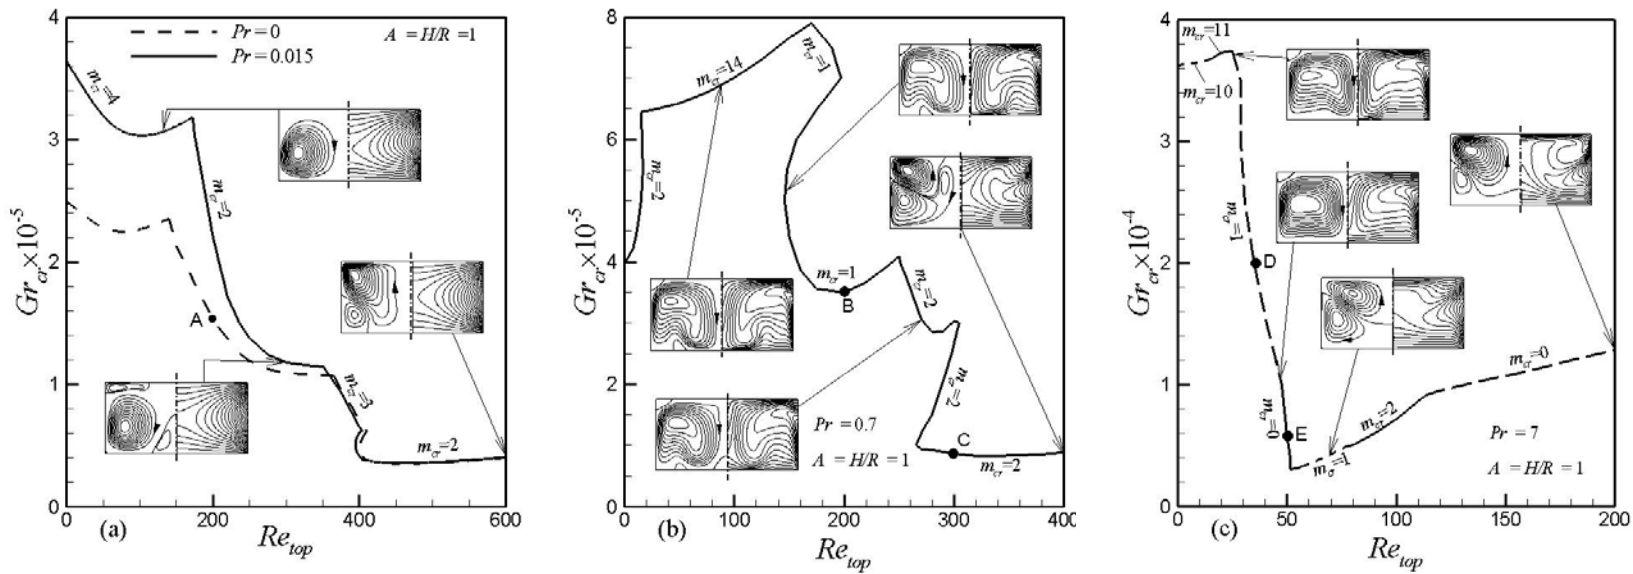 4
3
2
1
0
Gr_cr×10^-5
Pr=0
Pr=0.015
A=H/R=1
m_cr=4
m_cr=2
A
m_cr=3
m_cr=2
0
200
400
600
(a)
Re_top
8
6
4
2
0
Gr_cr×10^-5
m_cr=14
m_cr=1
m_cr=2
m_cr=1
B
m_cr=2
m_cr=2
Pr=0.7
A=H/R=1
C
m_cr=2
0
100
200
300
400
(b)
Re_top
4
3
2
1
0
Gr_cr×10^-4
m_cr=11
m_cr=10
m_cr=1
D
m_cr=0
E
m_cr=1
m_cr=2
m_cr=0
Pr=7
A=H/R=1
0
50
100
150
200
(c)
Re_top